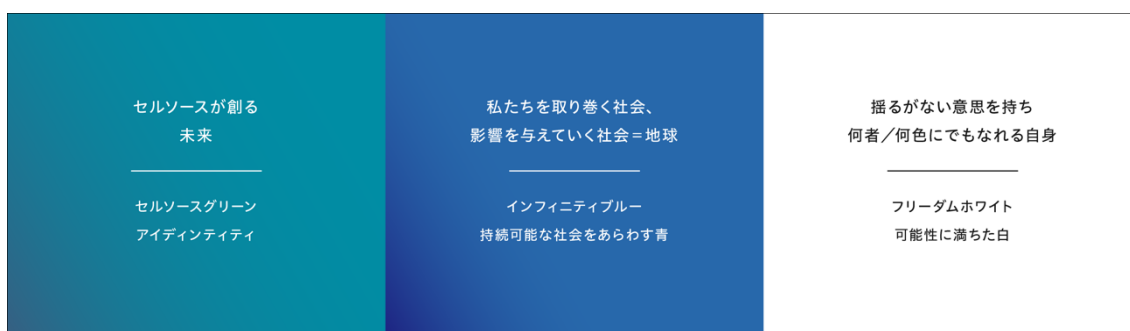 セルソースが創る
未来
セルソースグリーン
アイディンティティ
私たちを取り巻く社会、
影響を与えていく社会＝地球
インフィニティブルー
持続可能な社会をあらわす青
揺るがない意思を持ち
何者／何色にでもなれる自身
フリーダムホワイト
可能性に満ちた白